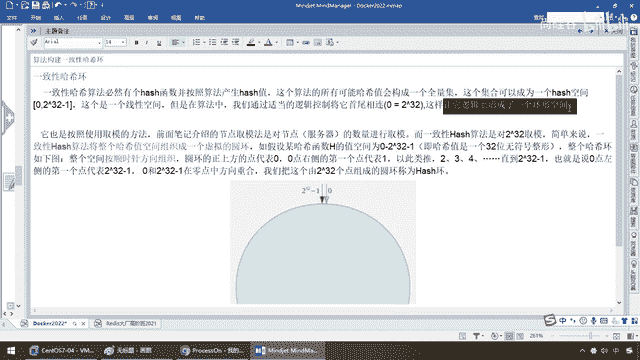 Mindjet MindManager - Docker2022*.mmap
主题备注
Arial
算法构建一致性哈希环
一致性哈希环
一致性哈希算法必然有个hash函数并按照算法产生hash值，这个算法的所有可能哈希值会构成一个全量集，这个集合可以成为一个hash空间
[0,2^32-1]，这个是一个线性空间，但是在算法中，我们通过适当的逻辑控制将它首尾相连(0 = 2^32),这样让它逻辑上形成了一个环形空间。
它也是按照使用取模的方法，前面笔记介绍的节点取模法是对节点（服务器）的数量进行取模。而一致性Hash算法是对2^32取模，简单来说，一
致性Hash算法将整个哈希值空间组织成一个虚拟的圆环，如假设某哈希函数H的值空间为0-2^32-1（即哈希值是一个32位无符号整形），整个哈希环
如下图：整个空间按顺时针方向组织，圆环的正上方的点代表0，0点右侧的第一个点代表1，以此类推，2、3、4、……直到2^32-1，也就是说0点左
侧的第一个点代表2^32-1， 0和2^32-1在零点中方向重合，我们把这个由2^32个点组成的圆环称为Hash环。
2³²−1 0
Docker2022* Redis大厂高阶班2021
261%
CentOS7-04 - VM... 无标题 - 画图 ProcessOn - 我的... Mindjet MindMa...